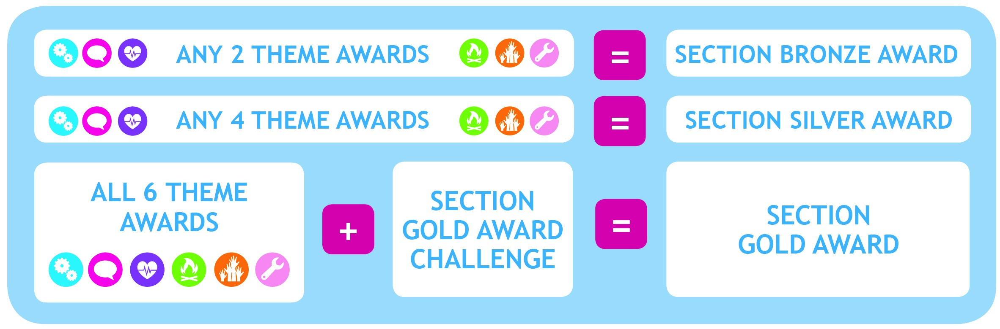 ANY 2 THEME AWARDS = SECTION BRONZE AWARD
ANY 4 THEME AWARDS = SECTION SILVER AWARD
ALL 6 THEME
AWARDS
+
SECTION
GOLD AWARD
CHALLENGE
=
SECTION
GOLD AWARD